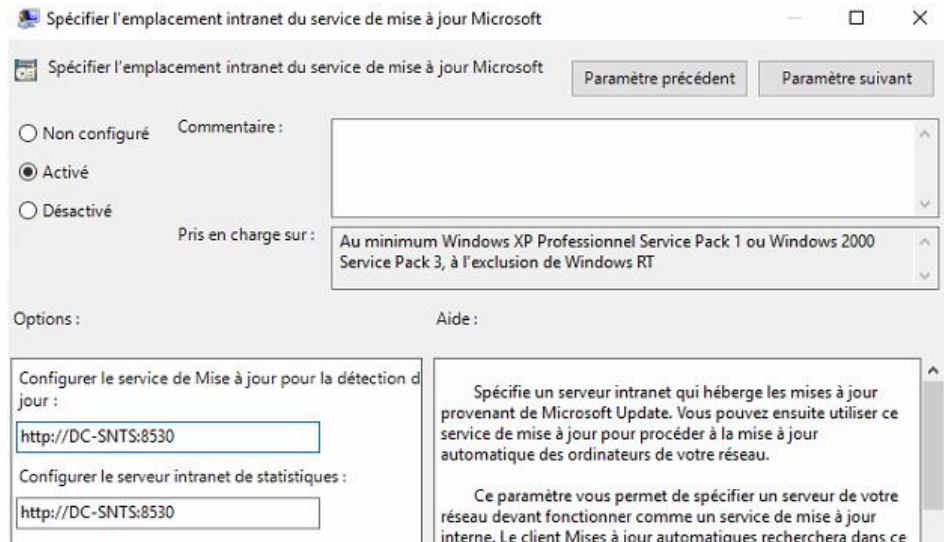 Spécifier l'emplacement intranet du service de mise à jour Microsoft
Spécifier l'emplacement intranet du service de mise à jour Microsoft
Paramètre précédent
Paramètre suivant
Non configuré
Commentaire :
Activé
Désactivé
Pris en charge sur :
Au minimum Windows XP Professionnel Service Pack 1 ou Windows 2000
Service Pack 3, à l'exclusion de Windows RT
Options :
Aide :
Configurer le service de Mise à jour pour la détection d
jour :
http://DC-SNTS:8530
Configurer le serveur intranet de statistiques :
http://DC-SNTS:8530
Spécifie un serveur intranet qui héberge les mises à jour
provenant de Microsoft Update. Vous pouvez ensuite utiliser ce
service de mise à jour pour procéder à la mise à jour
automatique des ordinateurs de votre réseau.
Ce paramètre vous permet de spécifier un serveur de votre
réseau devant fonctionner comme un service de mise à jour
interne. Le client Mises à jour automatiques recherchera dans ce